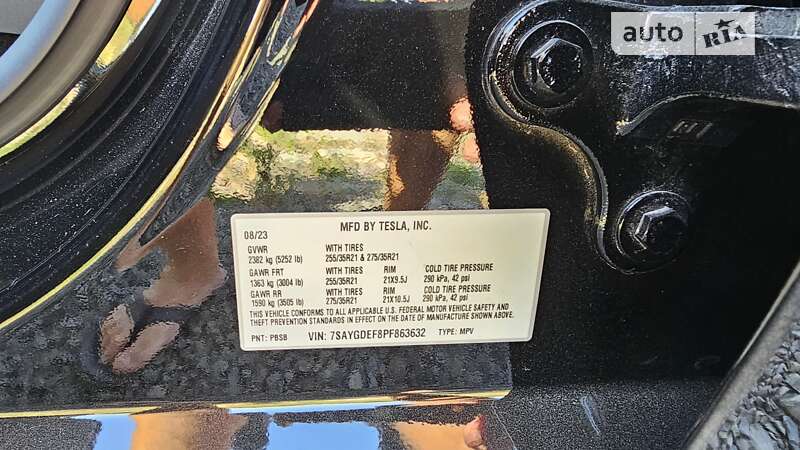 auto RIA
08/23 MFD BY TESLA, INC.
GVWR WITH TIRES
2382 kg (5252 lb) 255/35R21 & 275/35R21
GAWR FRT WITH TIRES RIM COLD TIRE PRESSURE
1363 kg (3004 lb) 255/35R21 21X9.5J 290 kPa, 42 psi
GAWR RR WITH TIRES RIM COLD TIRE PRESSURE
1590 kg (3505 lb) 275/35R21 21X10.5J 290 kPa, 42 psi
THIS VEHICLE CONFORMS TO ALL APPLICABLE U.S. FEDERAL MOTOR VEHICLE SAFETY AND
THEFT PREVENTION STANDARDS IN EFFECT ON THE DATE OF MANUFACTURE SHOWN ABOVE.
PNT: PBSB VIN: 7SAYGDEF8PF863632 TYPE: MPV